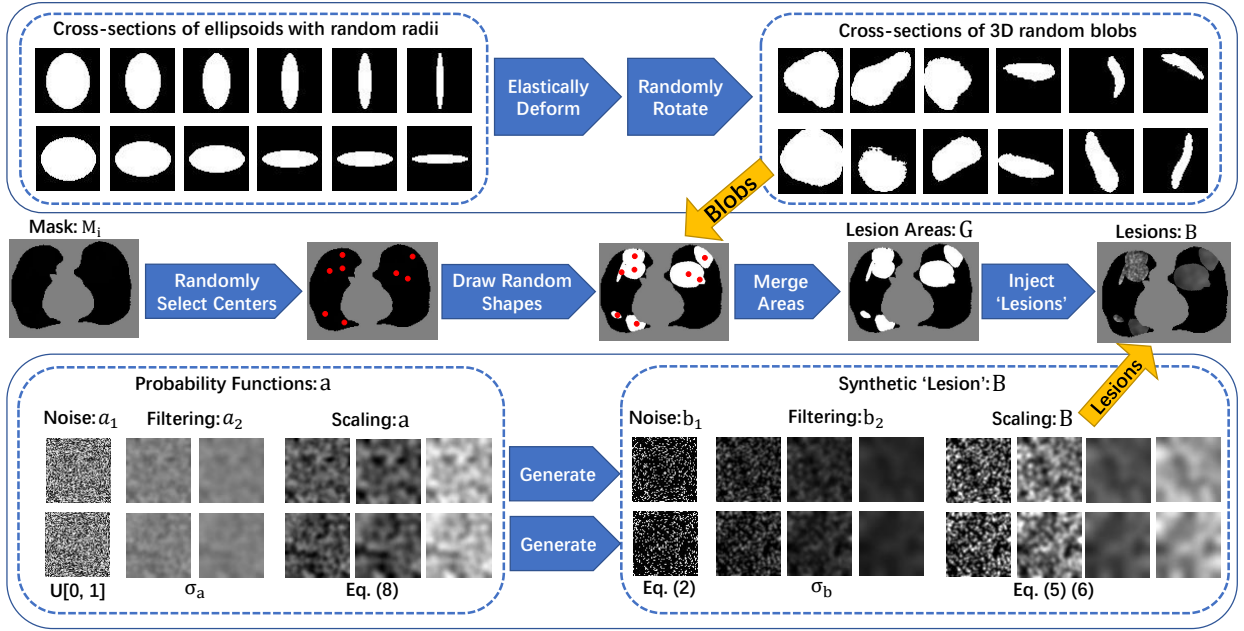 Cross-sections of ellipsoids with random radii
Elastically
Deform
Randomly
Rotate
Cross-sections of 3D random blobs
Blobs
Mask: Mᵢ
Randomly
Select Centers
Draw Random
Shapes
Merge
Areas
Lesion Areas: G
Inject
‘Lesions’
Lesions: B
Lesions
Probability Functions: a
Noise: a₁
Filtering: a₂
Scaling: a
U[0, 1]
σₐ
Eq. (8)
Generate
Generate
Synthetic ‘Lesion’: B
Noise: b₁
Filtering: b₂
Scaling: B
Eq. (2)
σ_b
Eq. (5) (6)